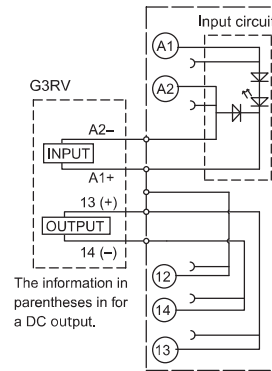 Input circuit
A1
G3RV
A2
A2–
INPUT
A1+
13 (+)
OUTPUT
14 (–)
12
14
13
The information in
parentheses in for
a DC output.